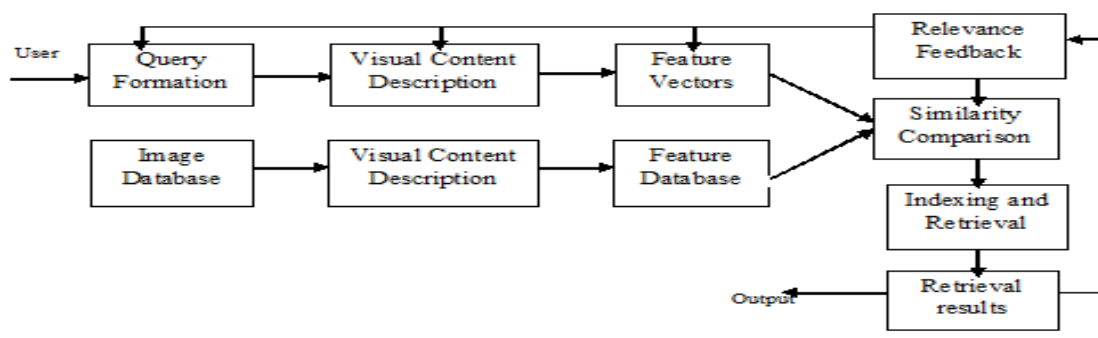 User
Query
Formation
Visual Content
Description
Feature
Vectors
Relevance
Feedback
Similarity
Comparison
Image
Database
Visual Content
Description
Feature
Database
Indexing and
Retrieval
Retrieval
results
Output